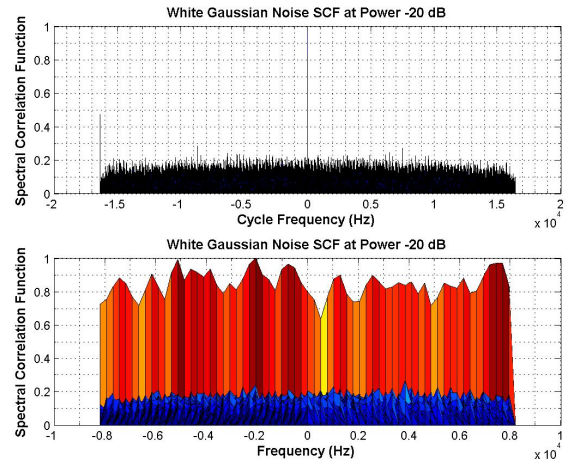 White Gaussian Noise SCF at Power -20 dB
Spectral Correlation Function
1
0.8
0.6
0.4
0.2
0
-2 -1.5 -1 -0.5 0 0.5 1 1.5 2
Cycle Frequency (Hz)
x 10^4
White Gaussian Noise SCF at Power -20 dB
Spectral Correlation Function
1
0.8
0.6
0.4
0.2
0
-1 -0.8 -0.6 -0.4 -0.2 0 0.2 0.4 0.6 0.8 1
Frequency (Hz)
x 10^4